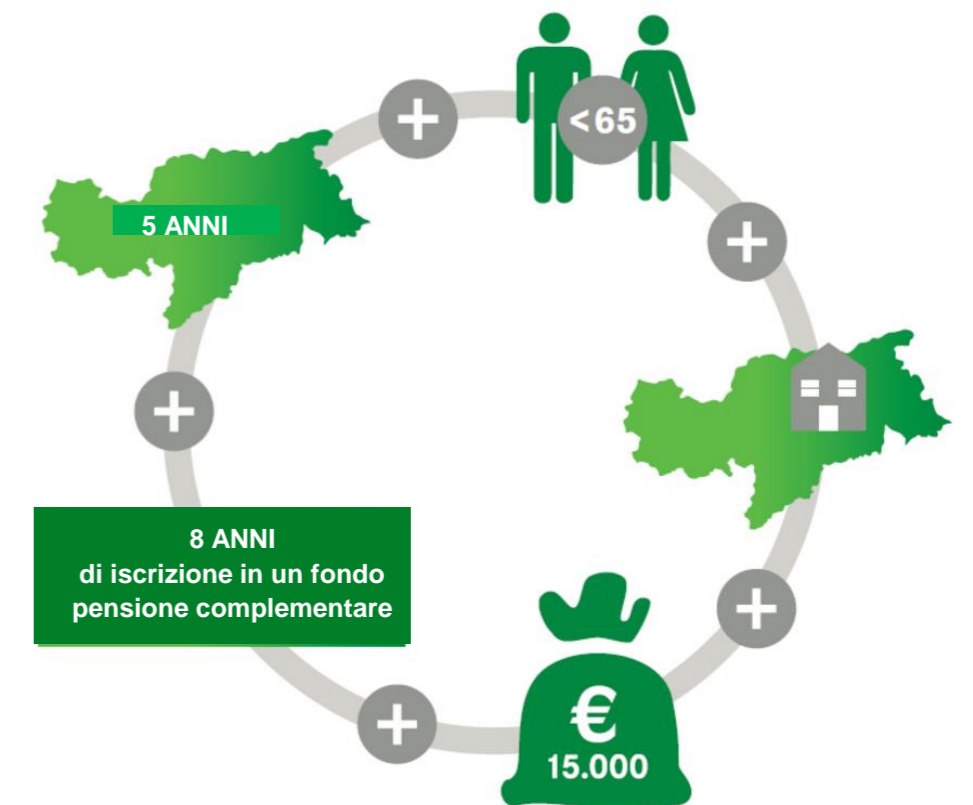 <65
5 ANNI
8 ANNI
di iscrizione in un fondo
pensione complementare
€
15.000